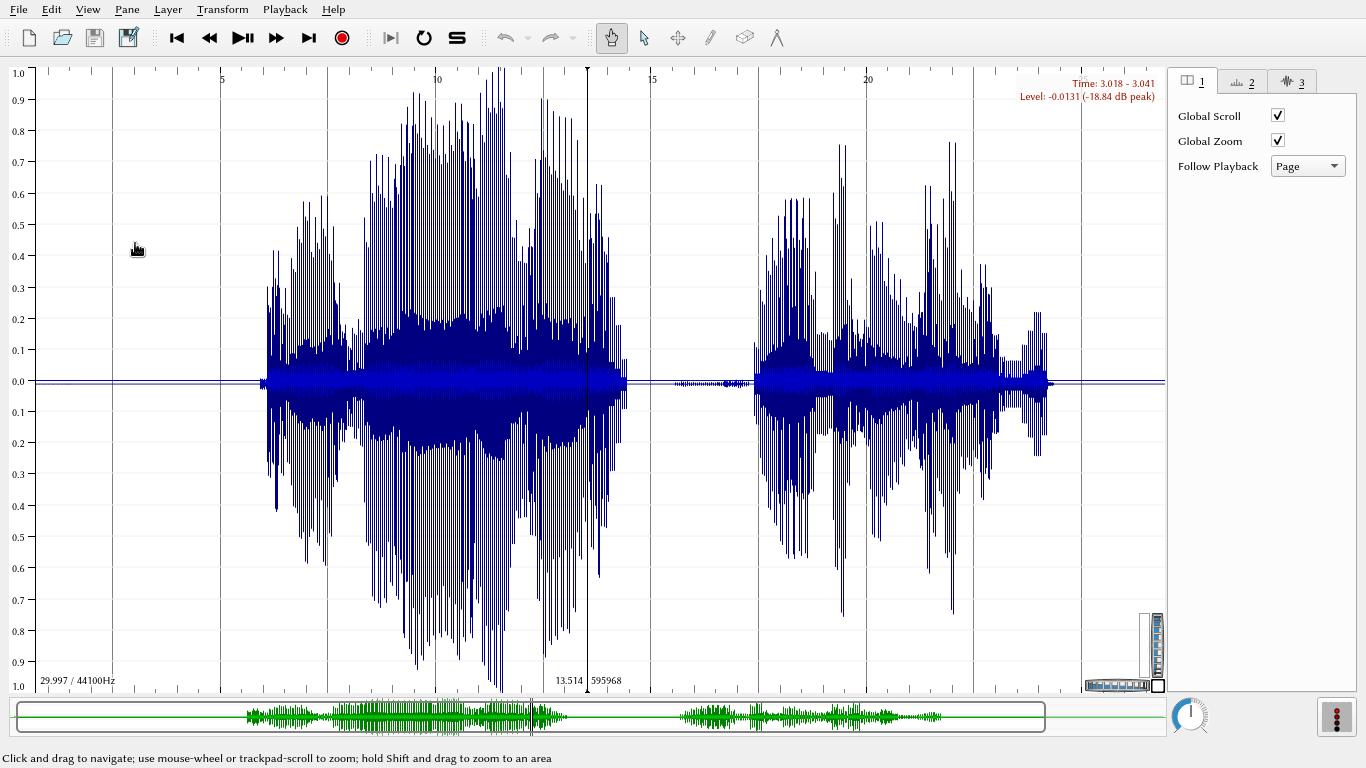 File Edit View Pane Layer Transform Playback Help
1.0 5 10 15 20 25
Time: 3.018 - 3.041
Level: -0.0131 (-18.84 dB peak)
0.9
0.8
0.7
0.6
0.5
0.4
0.3
0.2
0.1
0.0
0.1
0.2
0.3
0.4
0.5
0.6
0.7
0.8
0.9
1.0
29.997 / 44100Hz 13.514 595968
1 2 3
Global Scroll
Global Zoom
Follow Playback Page
Click and drag to navigate; use mouse-wheel or trackpad-scroll to zoom; hold Shift and drag to zoom to an area